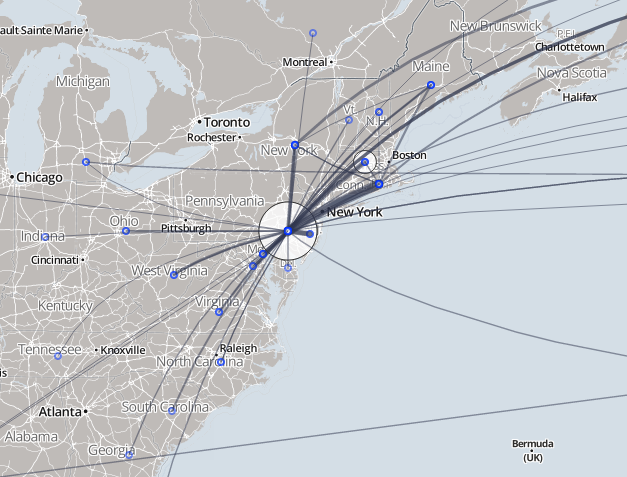 New Brunswick
ault Sainte Marie
P.E.I.
Charlottetown
Montreal
Maine
Nova Scotia
Michigan
Halifax
Vt.
Toronto
N.H.
Rochester
New York
Boston
Chicago
Conn
Pennsylvania
New York
Ohio
Pittsburgh
Indiana
Cincinnati
West Virginia
Virginia
Kentucky
Tennessee
Knoxville
Raleigh
North Carolina
is
Atlanta
South Carolina
Alabama
Georgia
Bermuda
(UK)